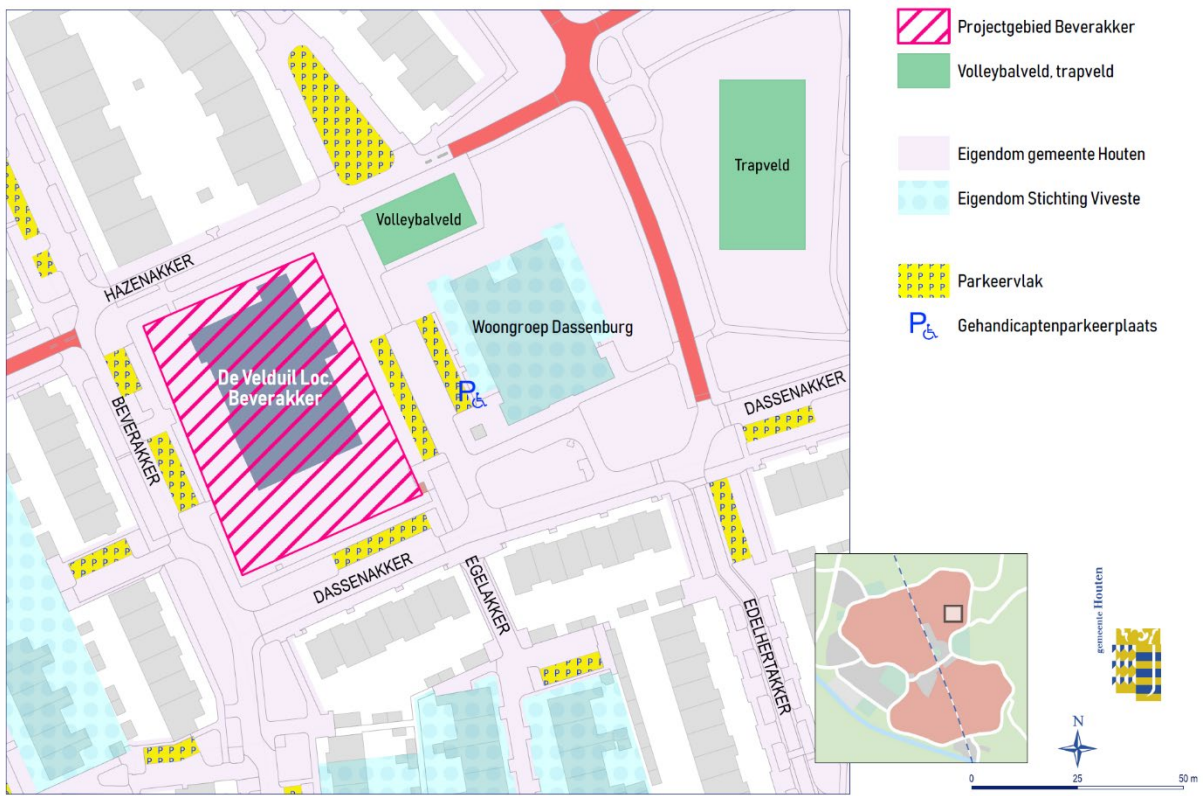 Projectgebied Beverakker
Volleybalveld, trapveld
Eigendom gemeente Houten
Eigendom Stichting Viveste
Parkeervlak
P Gehandicaptenparkeerplaats
Trapveld
Volleybalveld
HAZENAKKER
Woongroep Dassenburg
De Velduil Loc.
Beverakker
P
BEVERAKKER
DASSENAKKER
DASSENAKKER
EGELAKKER
EDELHERTAKKER
gemeente Houten
N
0 25 50 m